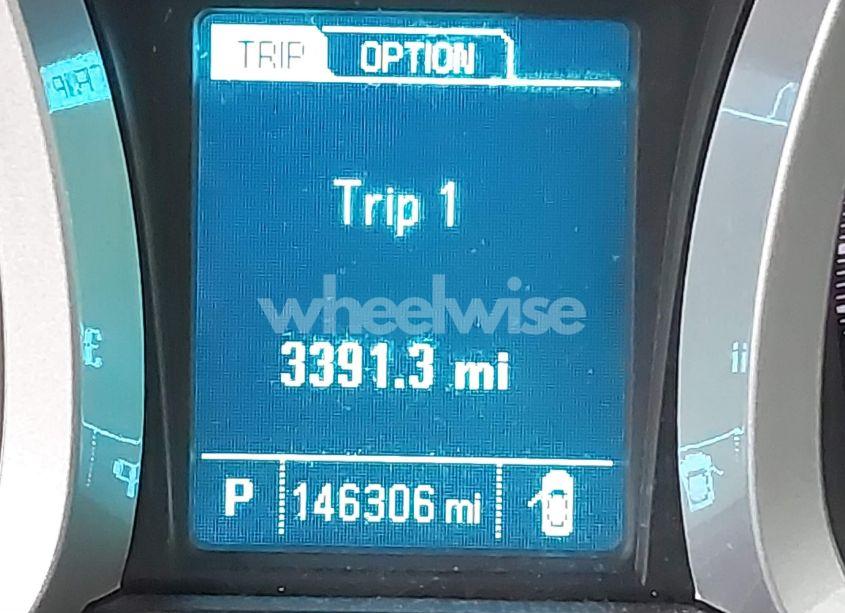 TRIP OPTION
Trip 1
wheelwise
3391.3 mi
P 146306 mi